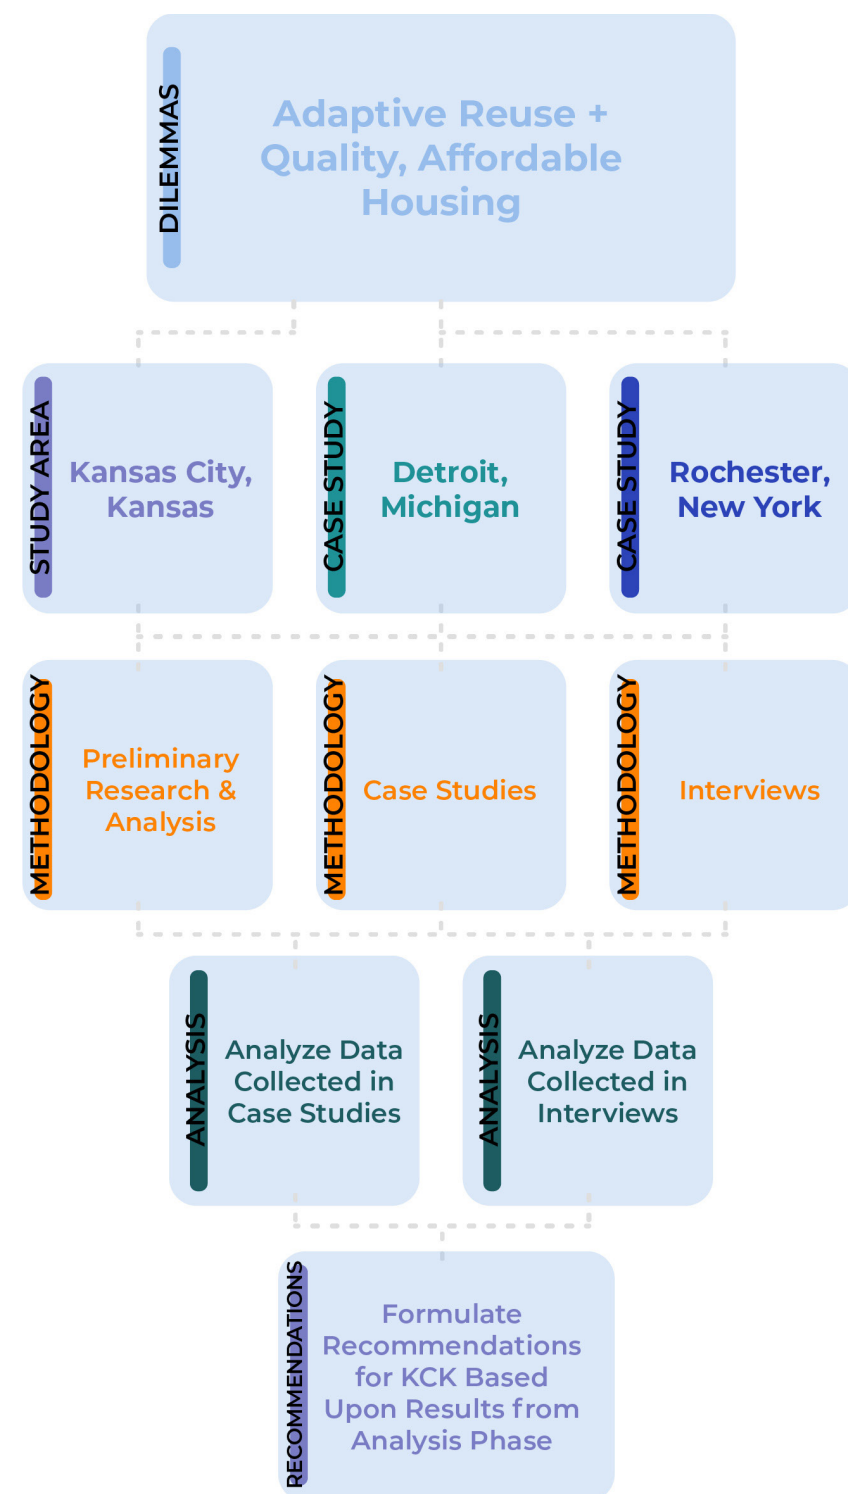 DILEMMAS
Adaptive Reuse +
Quality, Affordable
Housing
STUDY AREA
Kansas City,
Kansas
CASE STUDY
Detroit,
Michigan
CASE STUDY
Rochester,
New York
METHODOLOGY
Preliminary
Research &
Analysis
METHODOLOGY
Case Studies
METHODOLOGY
Interviews
ANALYSIS
Analyze Data
Collected in
Case Studies
ANALYSIS
Analyze Data
Collected in
Interviews
RECOMMENDATIONS
Formulate
Recommendations
for KCK Based
Upon Results from
Analysis Phase